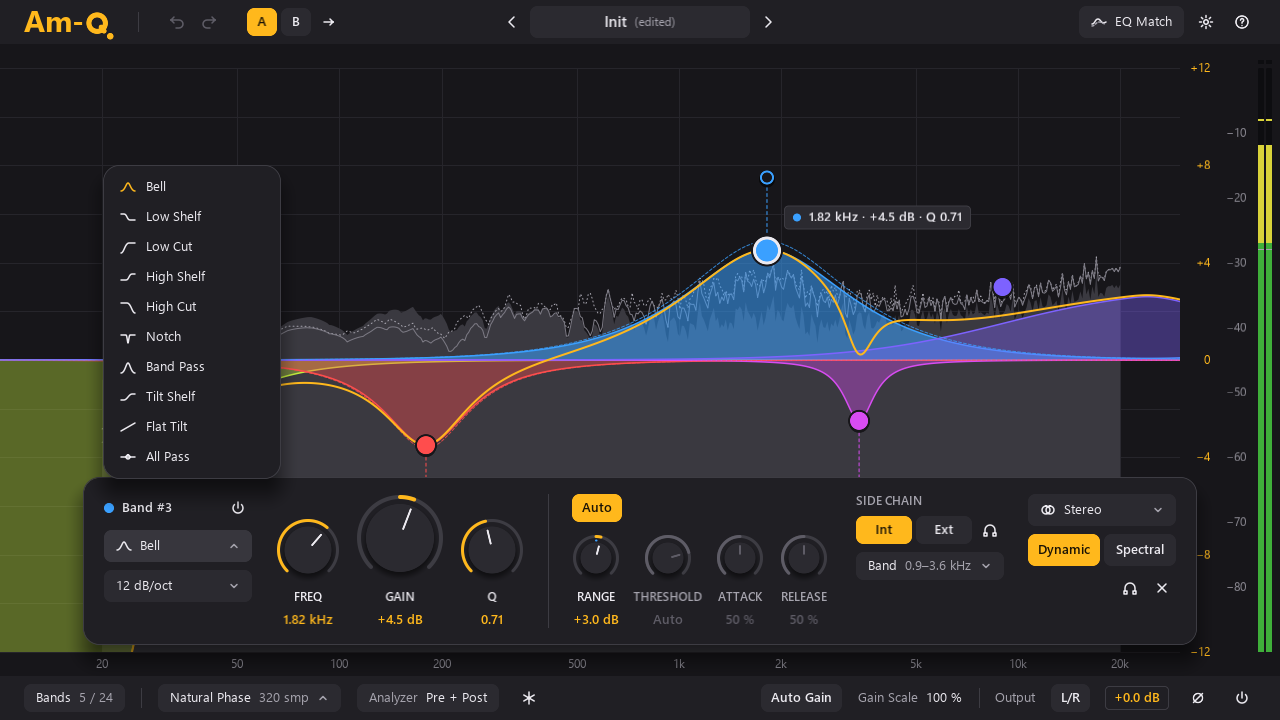 Am-Q
A
B
Init (edited)
EQ Match
+12
+8
+4
0
−4
−8
−12
−10
−20
−30
−40
−50
−60
−70
−80
1.82 kHz · +4.5 dB · Q 0.71
Bell
Low Shelf
Low Cut
High Shelf
High Cut
Notch
Band Pass
Tilt Shelf
Flat Tilt
All Pass
Band #3
Bell
12 dB/oct
FREQ
1.82 kHz
GAIN
+4.5 dB
Q
0.71
Auto
RANGE
+3.0 dB
THRESHOLD
Auto
ATTACK
50 %
RELEASE
50 %
SIDE CHAIN
Int
Ext
Band 0.9–3.6 kHz
Stereo
Dynamic
Spectral
20
50
100
200
500
1k
2k
5k
10k
20k
Bands 5 / 24
Natural Phase 320 smp
Analyzer Pre + Post
Auto Gain
Gain Scale 100 %
Output
L/R
+0.0 dB